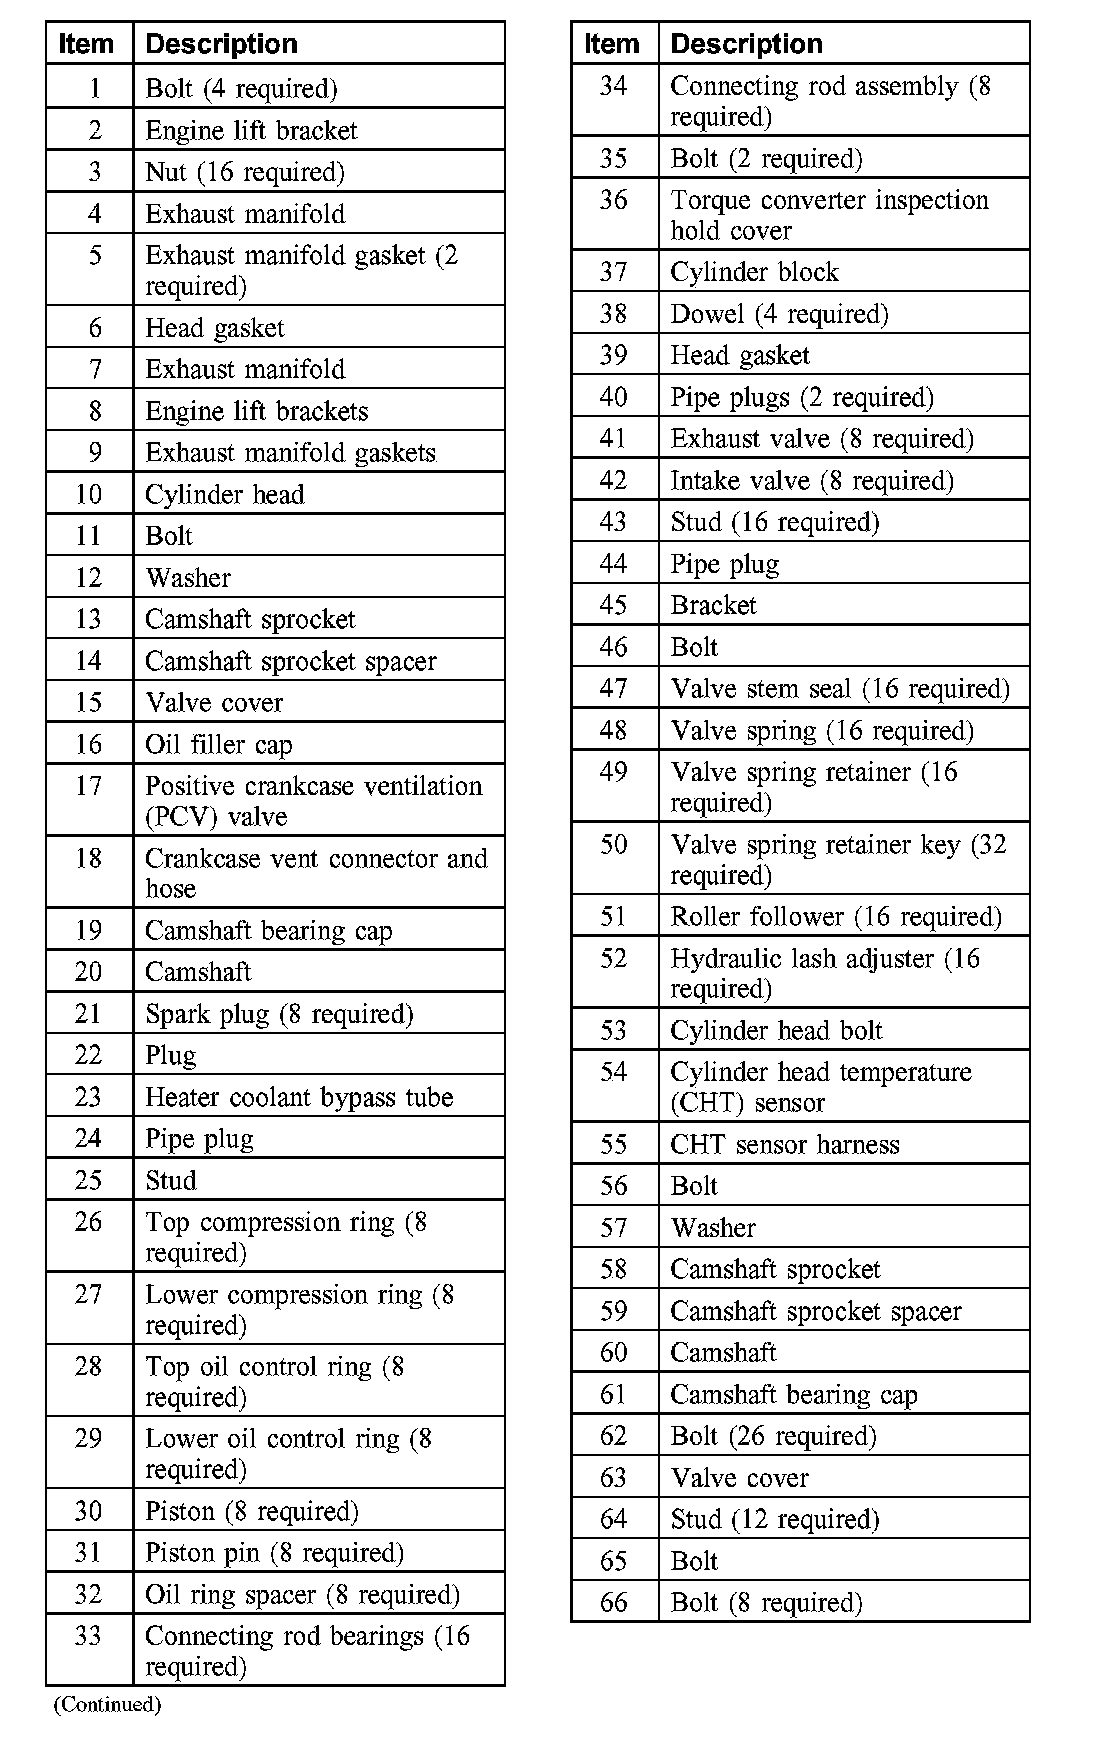 Item Description
1 Bolt (4 required)
2 Engine lift bracket
3 Nut (16 required)
4 Exhaust manifold
5 Exhaust manifold gasket (2
required)
6 Head gasket
7 Exhaust manifold
8 Engine lift brackets
9 Exhaust manifold gaskets
10 Cylinder head
11 Bolt
12 Washer
13 Camshaft sprocket
14 Camshaft sprocket spacer
15 Valve cover
16 Oil filler cap
17 Positive crankcase ventilation
(PCV) valve
18 Crankcase vent connector and
hose
19 Camshaft bearing cap
20 Camshaft
21 Spark plug (8 required)
22 Plug
23 Heater coolant bypass tube
24 Pipe plug
25 Stud
26 Top compression ring (8
required)
27 Lower compression ring (8
required)
28 Top oil control ring (8
required)
29 Lower oil control ring (8
required)
30 Piston (8 required)
31 Piston pin (8 required)
32 Oil ring spacer (8 required)
33 Connecting rod bearings (16
required)
(Continued)
Item Description
34 Connecting rod assembly (8
required)
35 Bolt (2 required)
36 Torque converter inspection
hold cover
37 Cylinder block
38 Dowel (4 required)
39 Head gasket
40 Pipe plugs (2 required)
41 Exhaust valve (8 required)
42 Intake valve (8 required)
43 Stud (16 required)
44 Pipe plug
45 Bracket
46 Bolt
47 Valve stem seal (16 required)
48 Valve spring (16 required)
49 Valve spring retainer (16
required)
50 Valve spring retainer key (32
required)
51 Roller follower (16 required)
52 Hydraulic lash adjuster (16
required)
53 Cylinder head bolt
54 Cylinder head temperature
(CHT) sensor
55 CHT sensor harness
56 Bolt
57 Washer
58 Camshaft sprocket
59 Camshaft sprocket spacer
60 Camshaft
61 Camshaft bearing cap
62 Bolt (26 required)
63 Valve cover
64 Stud (12 required)
65 Bolt
66 Bolt (8 required)